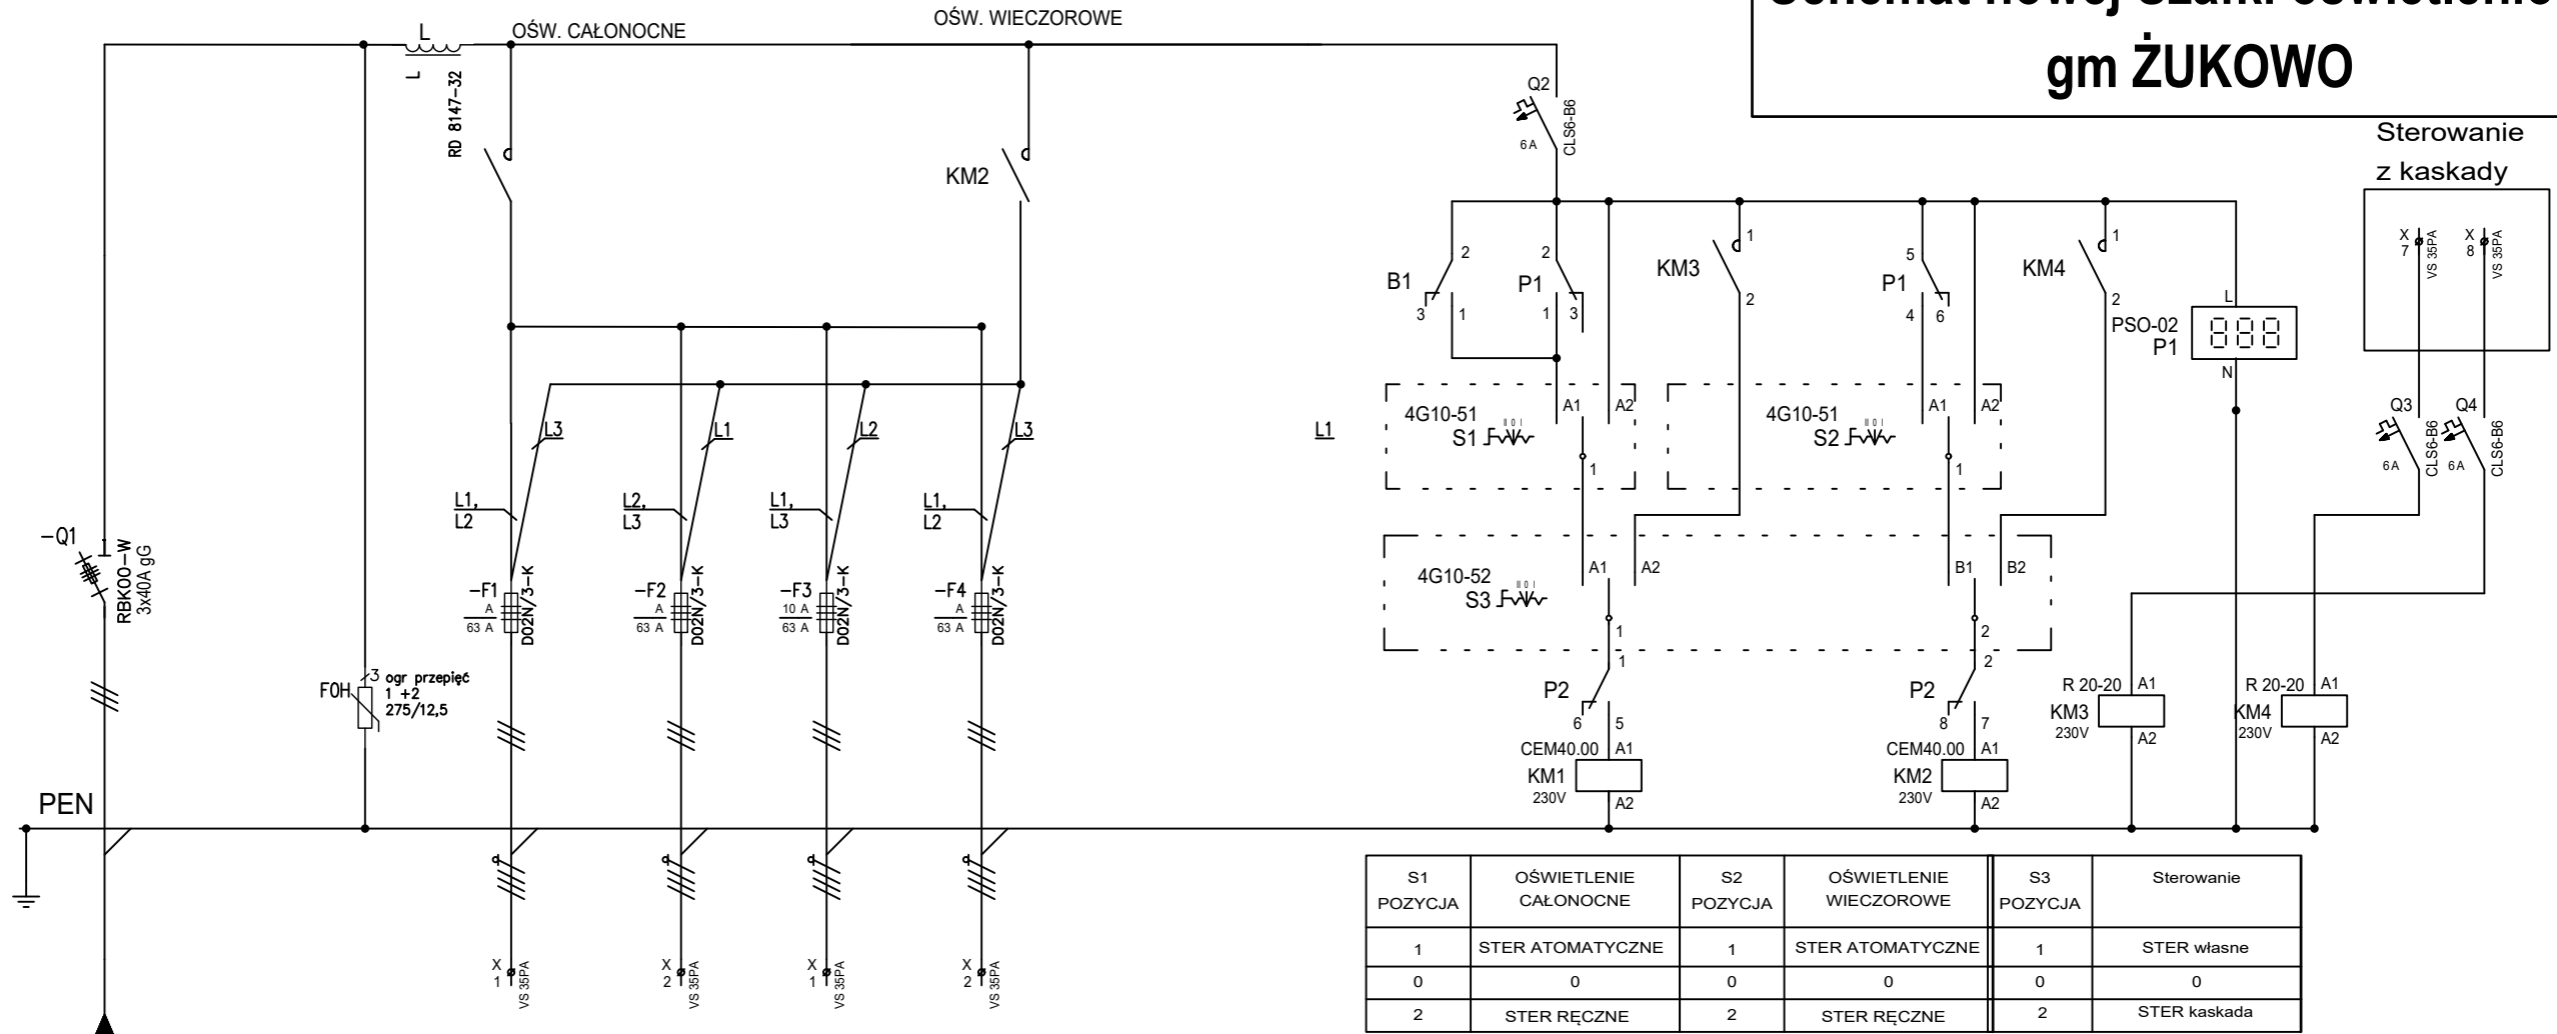 gm ŻUKOWO
OŚW. CAŁONOCNE
OŚW. WIECZOROWE
L
L
RD 8147-32
KM2
Q2
6A
CLS6-B6
Sterowanie
z kaskady
X
7
VS 35PA
X
8
VS 35PA
B1
2
3
1
P1
2
1
3
KM3
1
2
P1
5
4
6
KM4
1
2
PSO-02
P1
L
888
N
Q3
6A
CLS6-B6
Q4
6A
CLS6-B6
L1
4G10-51
S1
II 0 I
A1
A2
1
4G10-51
S2
II 0 I
A1
A2
1
4G10-52
S3
II 0 I
A1
A2
1
B1
B2
2
L3
L1
L2
L3
L1,
L2
L2,
L3
L1,
L3
L1,
L2
-Q1
RBK00-W
3x40A gG
-F1
A
63 A
D02N/3-K
-F2
A
63 A
D02N/3-K
-F3
10 A
63 A
D02N/3-K
-F4
A
63 A
D02N/3-K
F0H
3
ogr przepięć
1 +2
275/12,5
P2
1
6
5
P2
2
8
7
CEM40.00
KM1
230V
A1
A2
CEM40.00
KM2
230V
A1
A2
R 20-20
KM3
230V
A1
A2
R 20-20
KM4
230V
A1
A2
PEN
X
1
VS 35PA
X
2
VS 35PA
X
1
VS 35PA
X
2
VS 35PA
S1 POZYCJA OŚWIETLENIE CAŁONOCNE S2 POZYCJA OŚWIETLENIE WIECZOROWE S3 POZYCJA Sterowanie
1 STER ATOMATYCZNE 1 STER ATOMATYCZNE 1 STER własne
0 0 0 0 0 0
2 STER RĘCZNE 2 STER RĘCZNE 2 STER kaskada